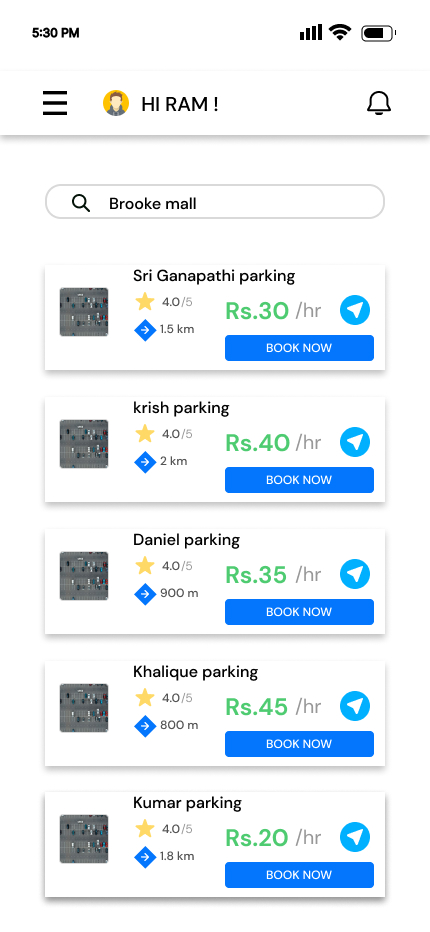 5:30 PM
HI RAM !
Brooke mall
Sri Ganapathi parking
4.0/5
Rs.30 /hr
1.5 km
BOOK NOW
krish parking
4.0/5
Rs.40 /hr
2 km
BOOK NOW
Daniel parking
4.0/5
Rs.35 /hr
900 m
BOOK NOW
Khalique parking
4.0/5
Rs.45 /hr
800 m
BOOK NOW
Kumar parking
4.0/5
Rs.20 /hr
1.8 km
BOOK NOW